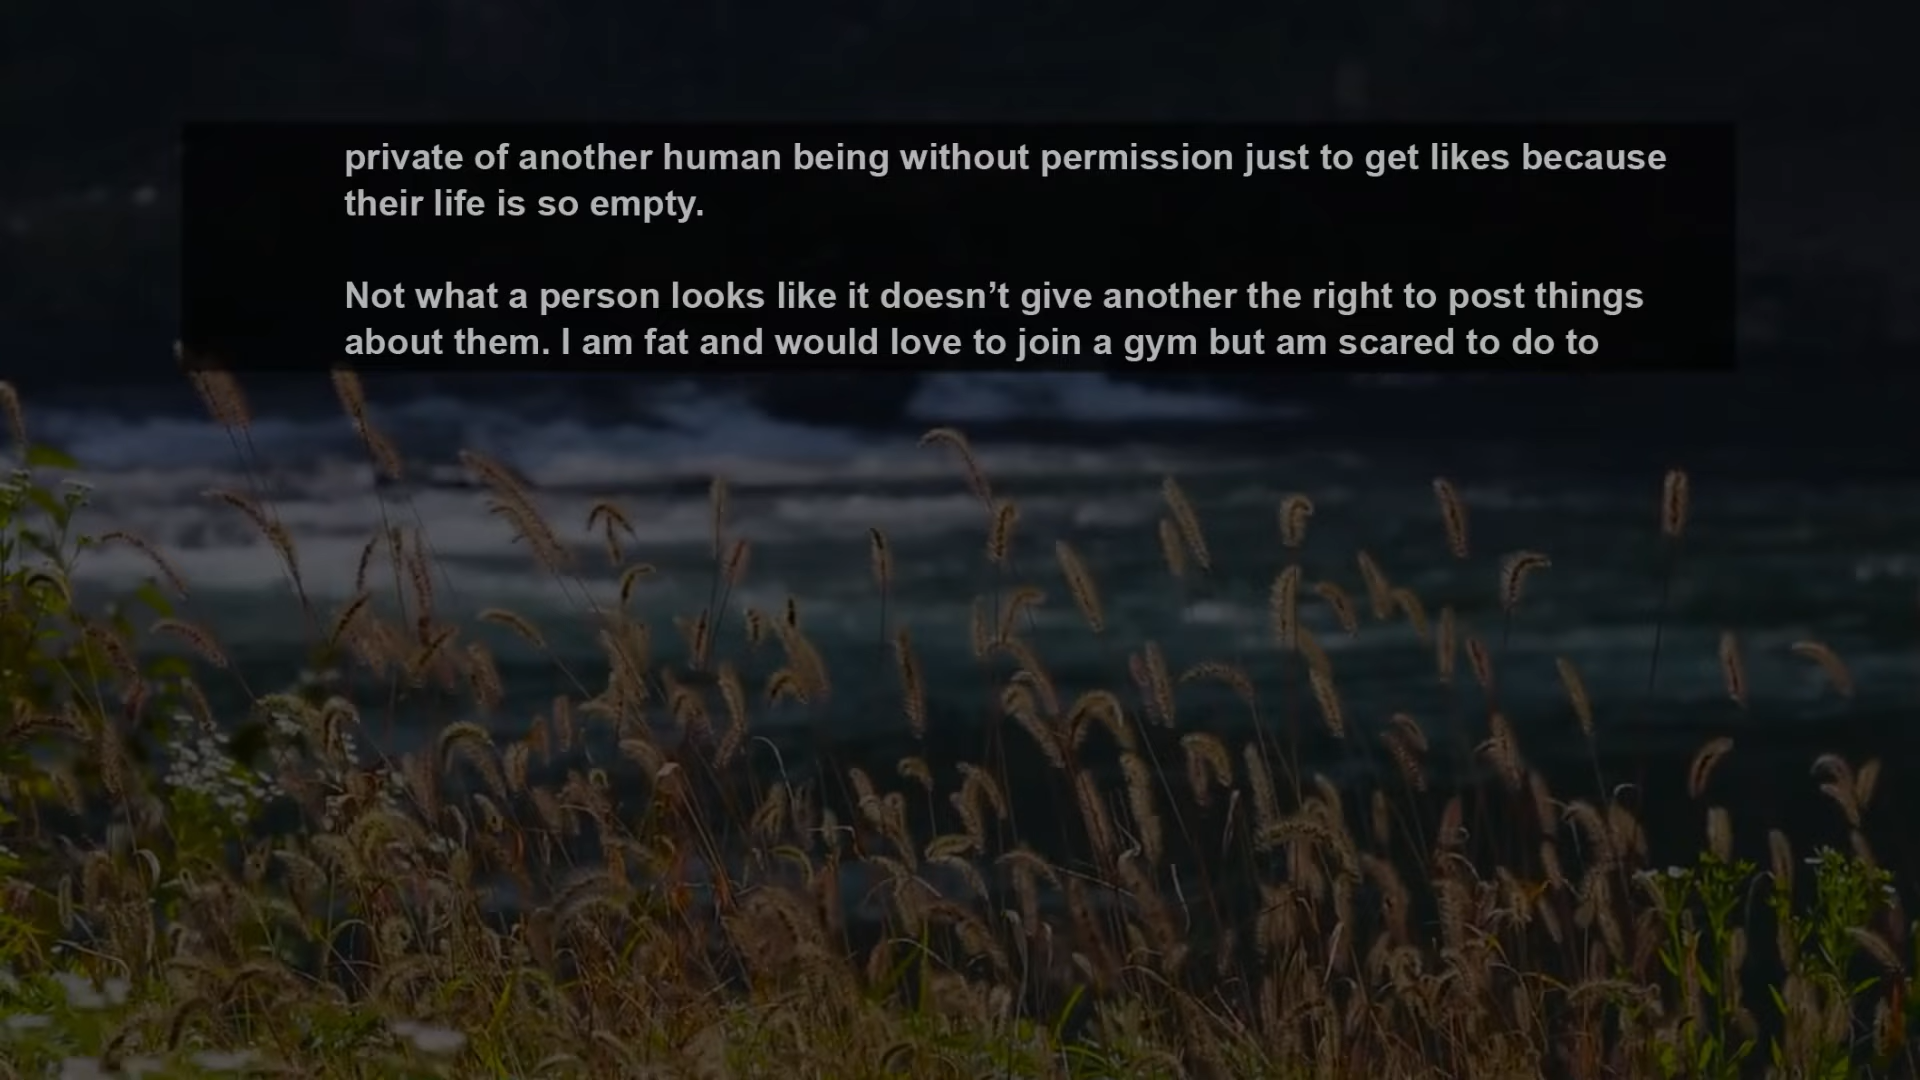 private of another human being without permission just to get likes because
their life is so empty.
Not what a person looks like it doesn’t give another the right to post things
about them. I am fat and would love to join a gym but am scared to do to